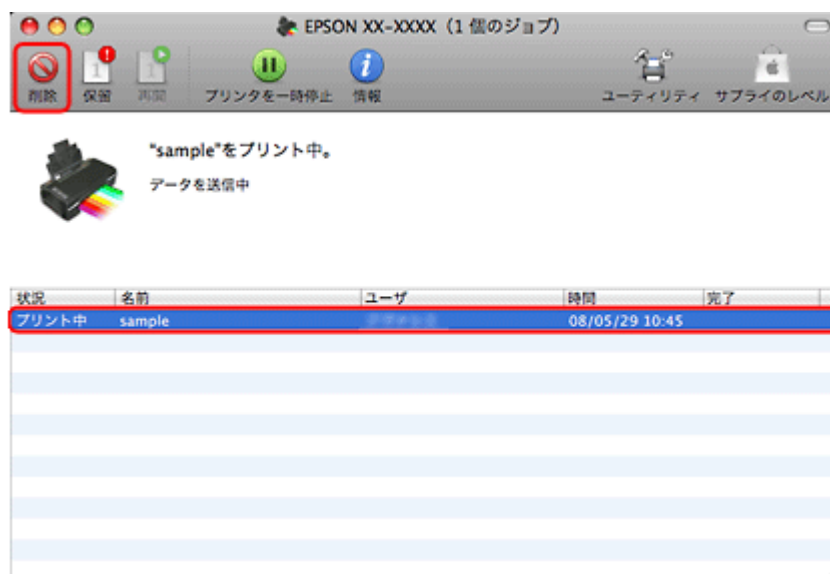 EPSON XX-XXXX（1 個のジョブ）
削除 保留 再開 プリンタを一時停止 情報 ユーティリティ サプライのレベル
"sample"をプリント中。
データを送信中
状況 名前 ユーザ 時間 完了
プリント中 sample 08/05/29 10:45